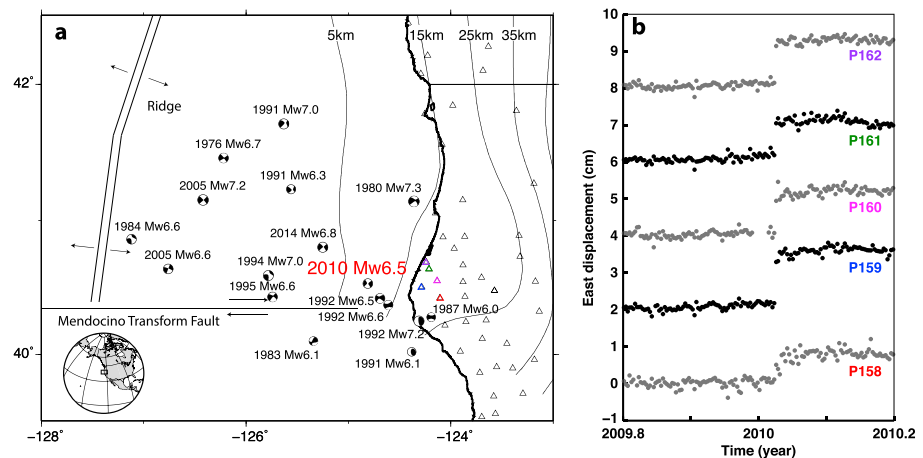 a
5km
15km
25km
35km
42˚
40˚
−128˚
−126˚
−124˚
Ridge
1991 Mw7.0
1976 Mw6.7
1991 Mw6.3
2005 Mw7.2
1980 Mw7.3
1984 Mw6.6
2014 Mw6.8
2005 Mw6.6
1994 Mw7.0
2010 Mw6.5
1995 Mw6.6
1992 Mw6.5
1987 Mw6.0
1992 Mw6.6
Mendocino Transform Fault
1992 Mw7.2
1983 Mw6.1
1991 Mw6.1
b
East displacement (cm)
10
9
8
7
6
5
4
3
2
1
0
−1
P162
P161
P160
P159
P158
2009.8
2010
2010.2
Time (year)